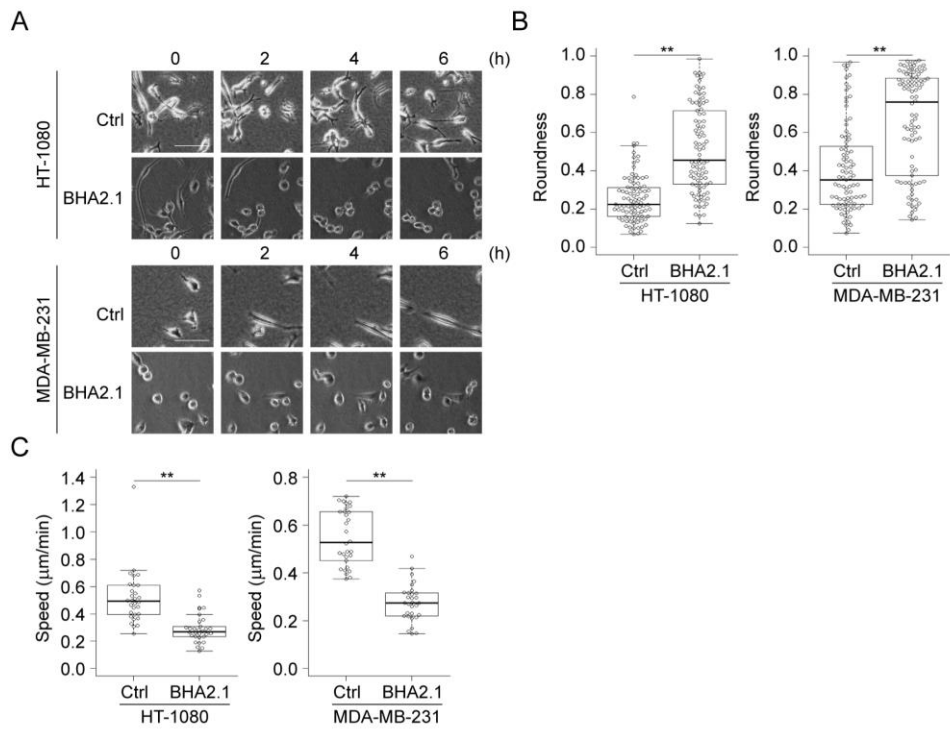 A
0 2 4 6 (h)
HT-1080
Ctrl
BHA2.1
0 2 4 6 (h)
MDA-MB-231
Ctrl
BHA2.1
B
** **
Roundness
1.0
0.8
0.6
0.4
0.2
0.0
Ctrl BHA2.1
HT-1080
Roundness
1.0
0.8
0.6
0.4
0.2
0.0
Ctrl BHA2.1
MDA-MB-231
C
** **
Speed (μm/min)
1.4
1.2
1.0
0.8
0.6
0.4
0.2
0.0
Ctrl BHA2.1
HT-1080
Speed (μm/min)
0.8
0.6
0.4
0.2
0.0
Ctrl BHA2.1
MDA-MB-231